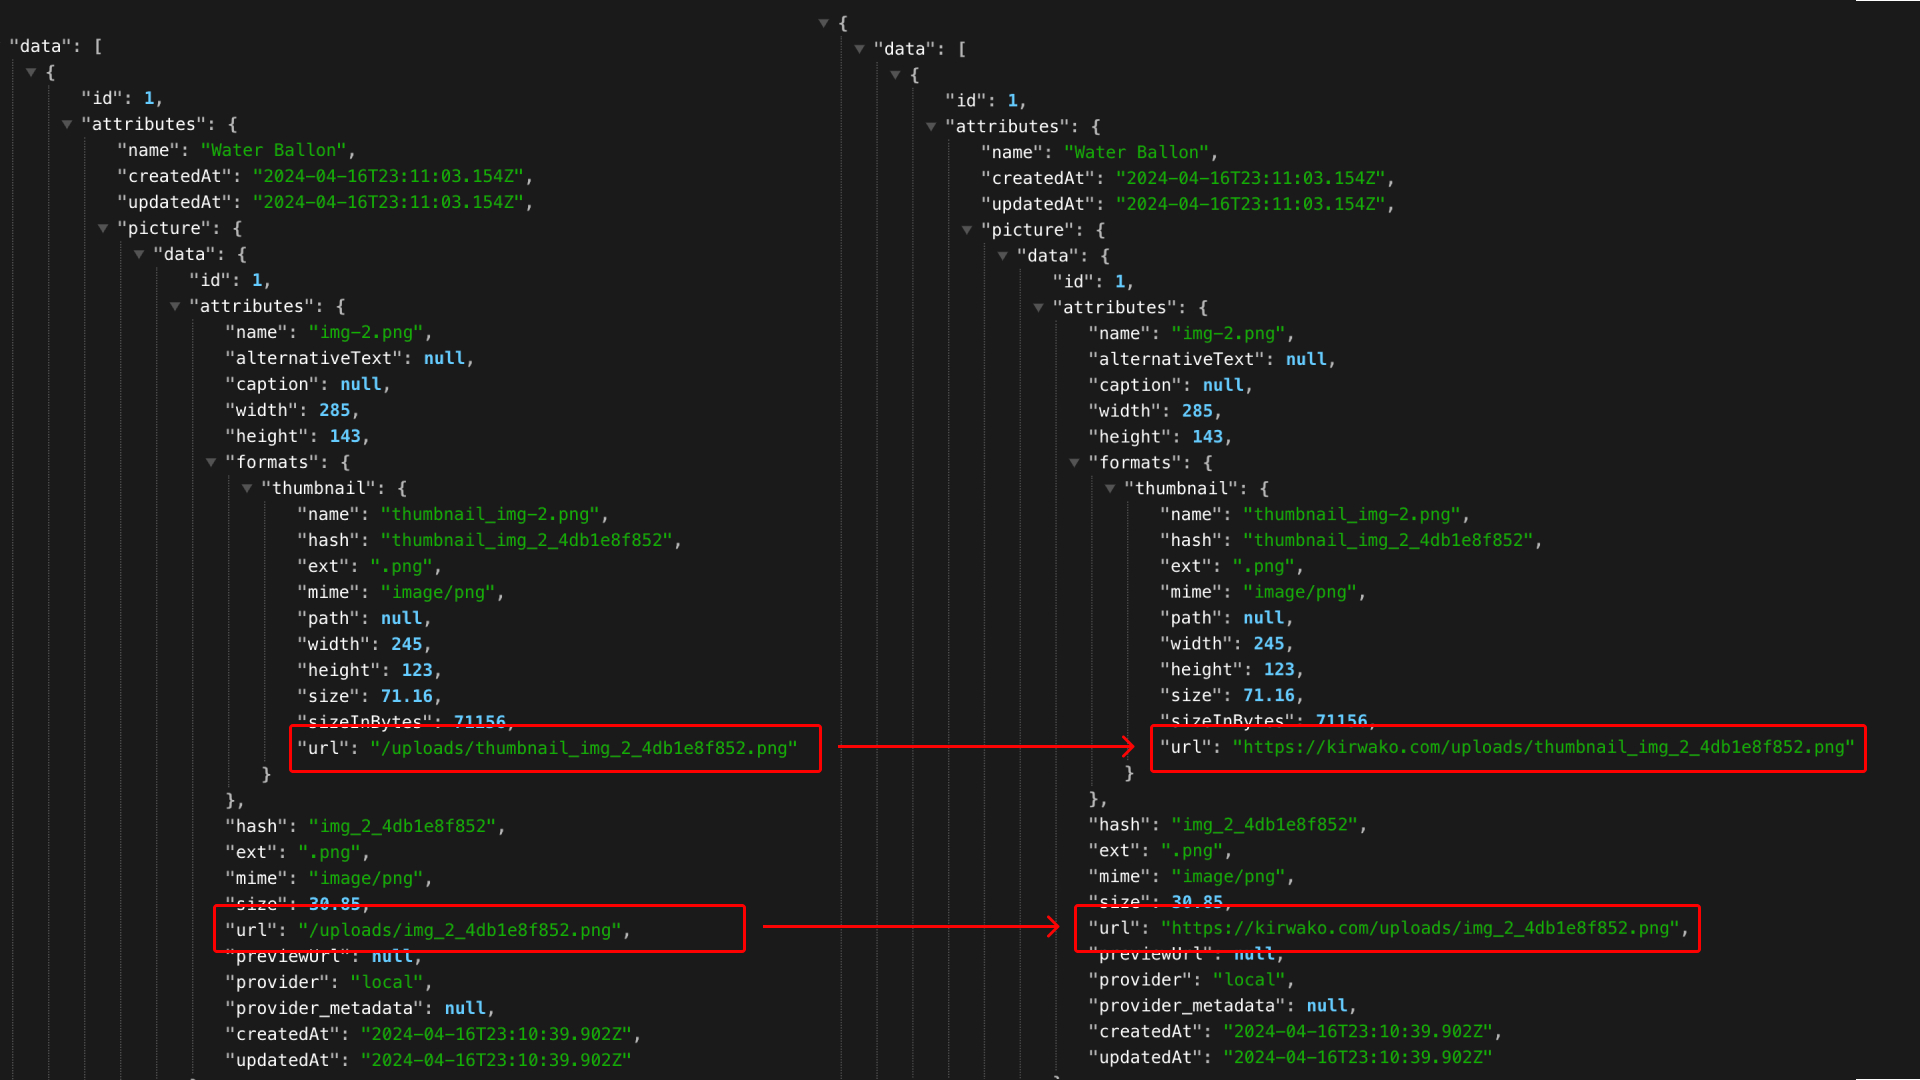 "data": [
{
"id": 1,
"attributes": {
"name": "Water Ballon",
"createdAt": "2024-04-16T23:11:03.154Z",
"updatedAt": "2024-04-16T23:11:03.154Z",
"picture": {
"data": {
"id": 1,
"attributes": {
"name": "img-2.png",
"alternativeText": null,
"caption": null,
"width": 285,
"height": 143,
"formats": {
"thumbnail": {
"name": "thumbnail_img-2.png",
"hash": "thumbnail_img_2_4db1e8f852",
"ext": ".png",
"mime": "image/png",
"path": null,
"width": 245,
"height": 123,
"size": 71.16,
"sizeInBytes": 71156,
"url": "/uploads/thumbnail_img_2_4db1e8f852.png"
}
},
"hash": "img_2_4db1e8f852",
"ext": ".png",
"mime": "image/png",
"size": 30.85,
"url": "/uploads/img_2_4db1e8f852.png",
"previewUrl": null,
"provider": "local",
"provider_metadata": null,
"createdAt": "2024-04-16T23:10:39.902Z",
"updatedAt": "2024-04-16T23:10:39.902Z"
{
"data": [
{
"id": 1,
"attributes": {
"name": "Water Ballon",
"createdAt": "2024-04-16T23:11:03.154Z",
"updatedAt": "2024-04-16T23:11:03.154Z",
"picture": {
"data": {
"id": 1,
"attributes": {
"name": "img-2.png",
"alternativeText": null,
"caption": null,
"width": 285,
"height": 143,
"formats": {
"thumbnail": {
"name": "thumbnail_img-2.png",
"hash": "thumbnail_img_2_4db1e8f852",
"ext": ".png",
"mime": "image/png",
"path": null,
"width": 245,
"height": 123,
"size": 71.16,
"sizeInBytes": 71156,
"url": "https://kirwako.com/uploads/thumbnail_img_2_4db1e8f852.png"
}
},
"hash": "img_2_4db1e8f852",
"ext": ".png",
"mime": "image/png",
"size": 30.85,
"url": "https://kirwako.com/uploads/img_2_4db1e8f852.png",
"previewUrl": null,
"provider": "local",
"provider_metadata": null,
"createdAt": "2024-04-16T23:10:39.902Z",
"updatedAt": "2024-04-16T23:10:39.902Z"